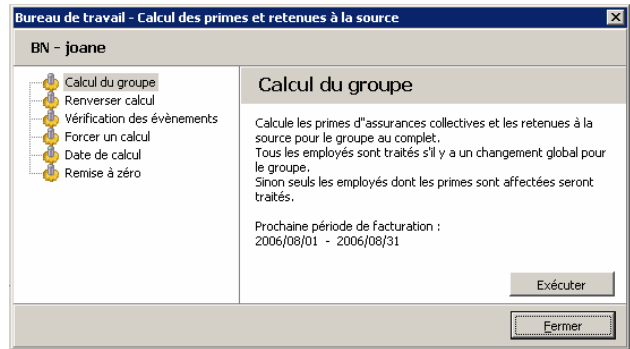 Bureau de travail - Calcul des primes et retenues à la source
BN - joane
Calcul du groupe
Renverser calcul
Vérification des évènements
Forcer un calcul
Date de calcul
Remise à zéro
Calcul du groupe
Calcule les primes d"assurances collectives et les retenues à la
source pour le groupe au complet.
Tous les employés sont traités s'il y a un changement global pour
le groupe.
Sinon seuls les employés dont les primes sont affectées seront
traités.
Prochaine période de facturation :
2006/08/01 - 2006/08/31
Exécuter
Fermer